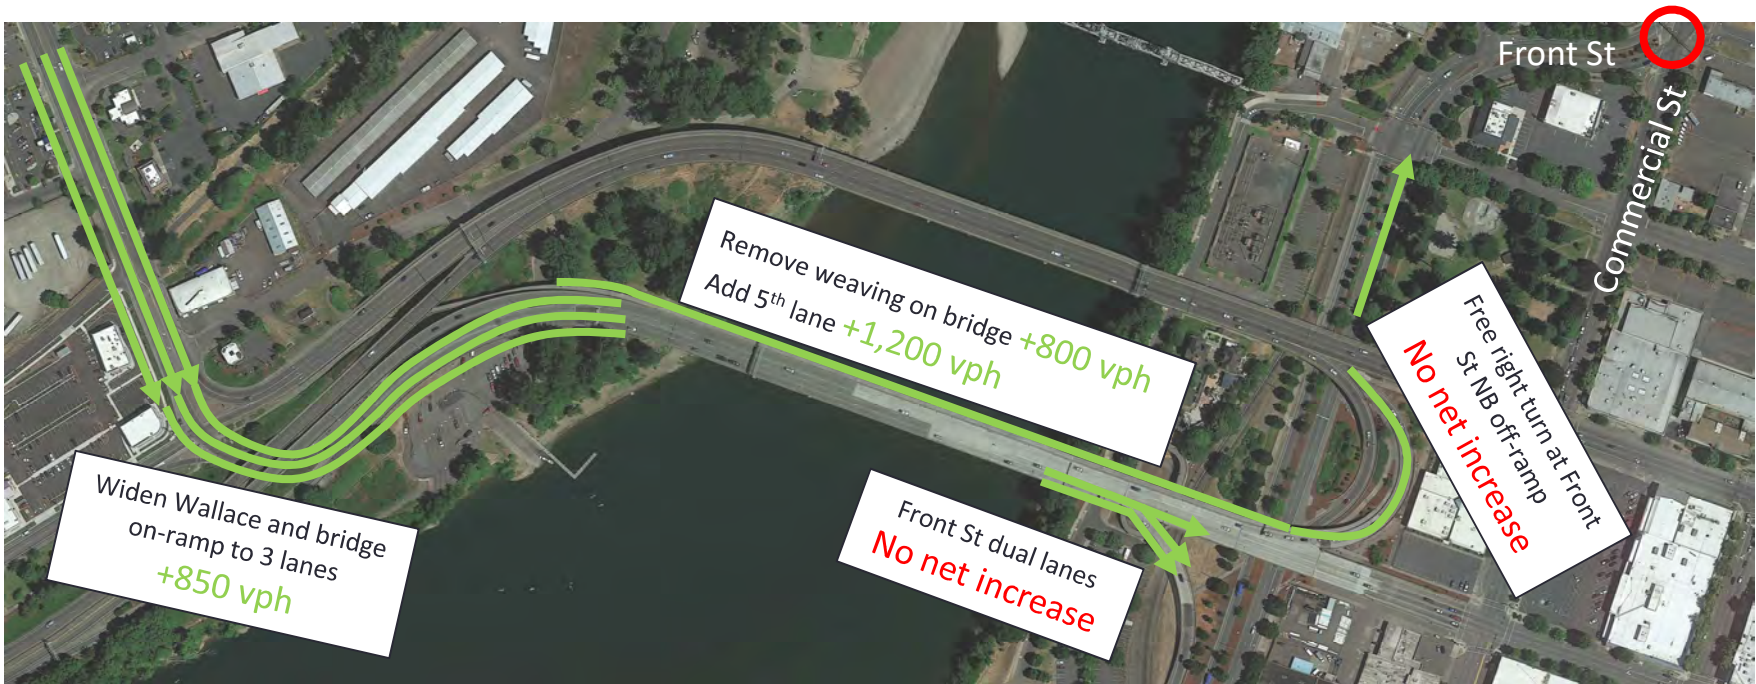 Front St
Commercial St
Remove weaving on bridge +800 vph
Add 5th lane +1,200 vph
Free right turn at Front
St NB off-ramp
No net increase
Widen Wallace and bridge
on-ramp to 3 lanes
+850 vph
Front St dual lanes
No net increase